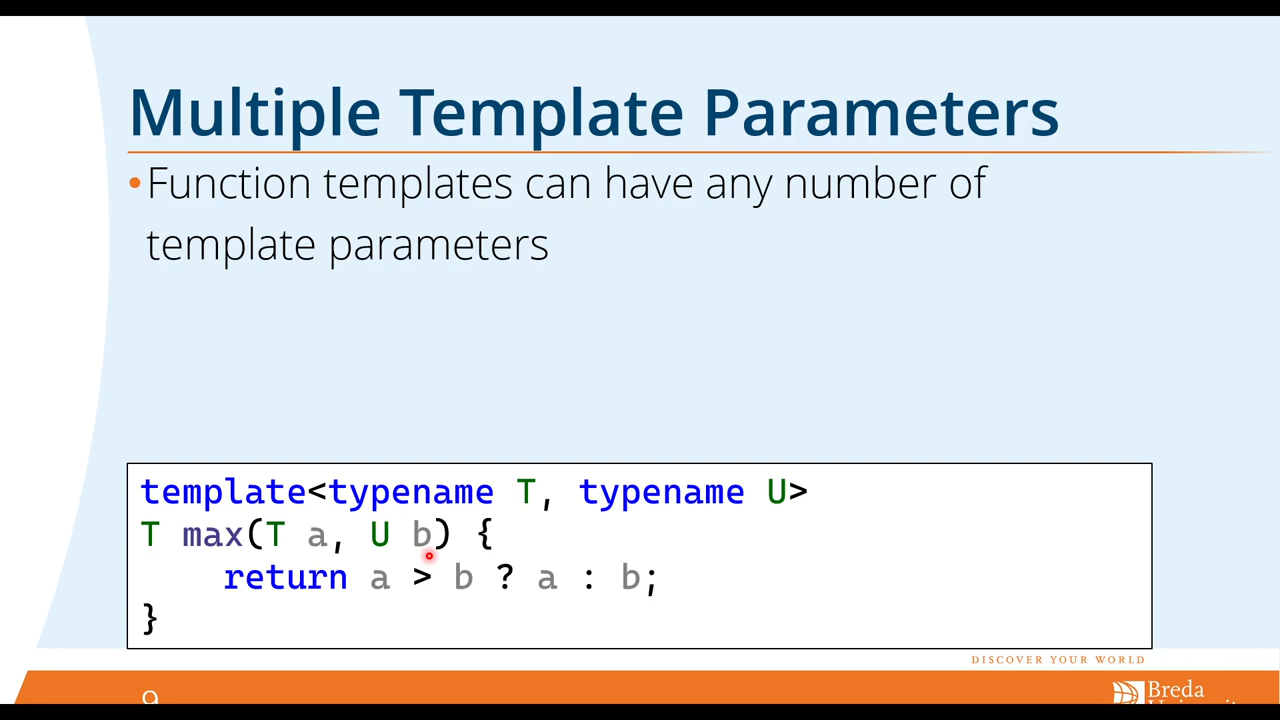 Multiple Template Parameters
•Function templates can have any number of
template parameters
template<typename T, typename U>
T max(T a, U b) {
    return a > b ? a : b;
}
DISCOVER YOUR WORLD
9
Breda